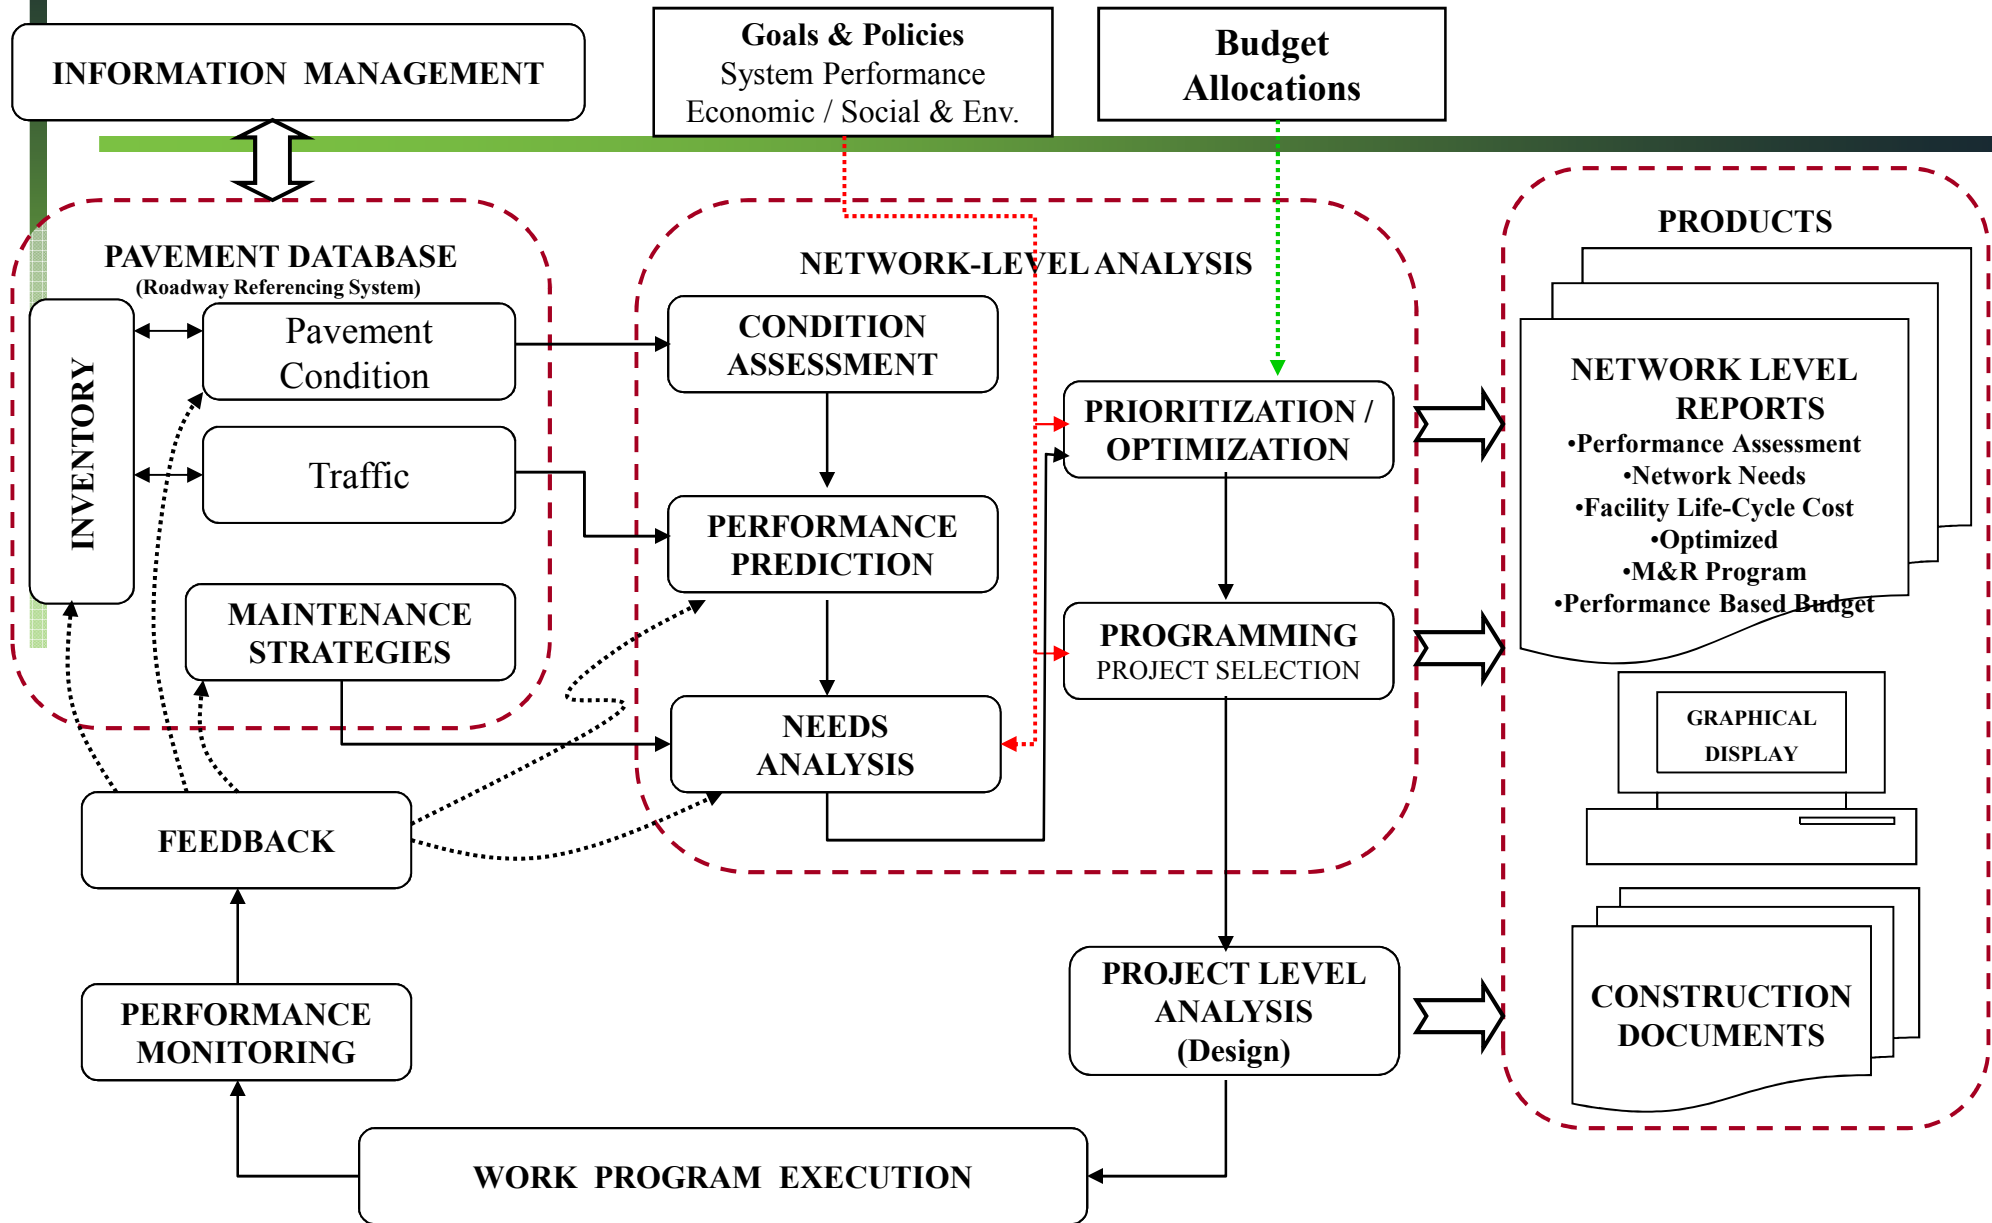 INFORMATION MANAGEMENT
Goals & Policies
System Performance
Economic / Social & Env.
Budget
Allocations
PAVEMENT DATABASE
(Roadway Referencing System)
INVENTORY
Pavement
Condition
Traffic
MAINTENANCE
STRATEGIES
NETWORK-LEVEL ANALYSIS
CONDITION
ASSESSMENT
PERFORMANCE
PREDICTION
NEEDS
ANALYSIS
PRIORITIZATION /
OPTIMIZATION
PROGRAMMING
PROJECT SELECTION
PRODUCTS
NETWORK LEVEL
REPORTS
•Performance Assessment
•Network Needs
•Facility Life-Cycle Cost
•Optimized
•M&R Program
•Performance Based Budget
GRAPHICAL
DISPLAY
CONSTRUCTION
DOCUMENTS
FEEDBACK
PERFORMANCE
MONITORING
PROJECT LEVEL
ANALYSIS
(Design)
WORK PROGRAM EXECUTION